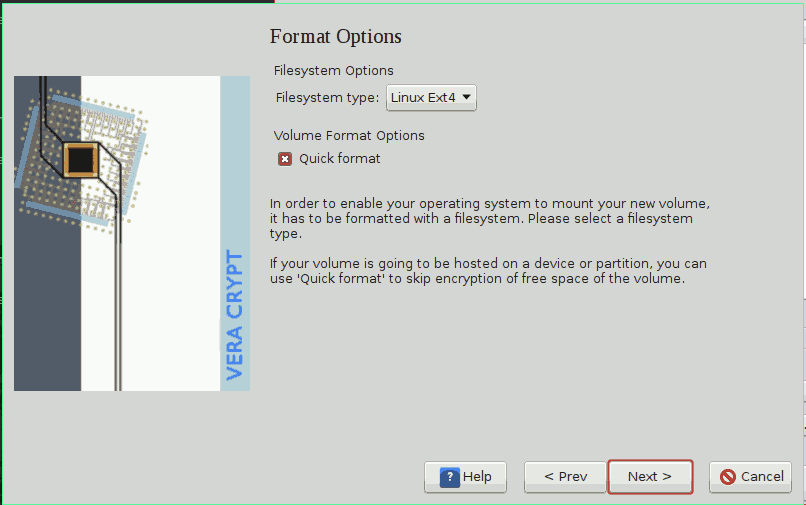 Format Options
Filesystem Options
Filesystem type: Linux Ext4
Volume Format Options
Quick format
In order to enable your operating system to mount your new volume,
it has to be formatted with a filesystem. Please select a filesystem
type.
If your volume is going to be hosted on a device or partition, you can
use 'Quick format' to skip encryption of free space of the volume.
VERA CRYPT
? Help
< Prev
Next >
Cancel